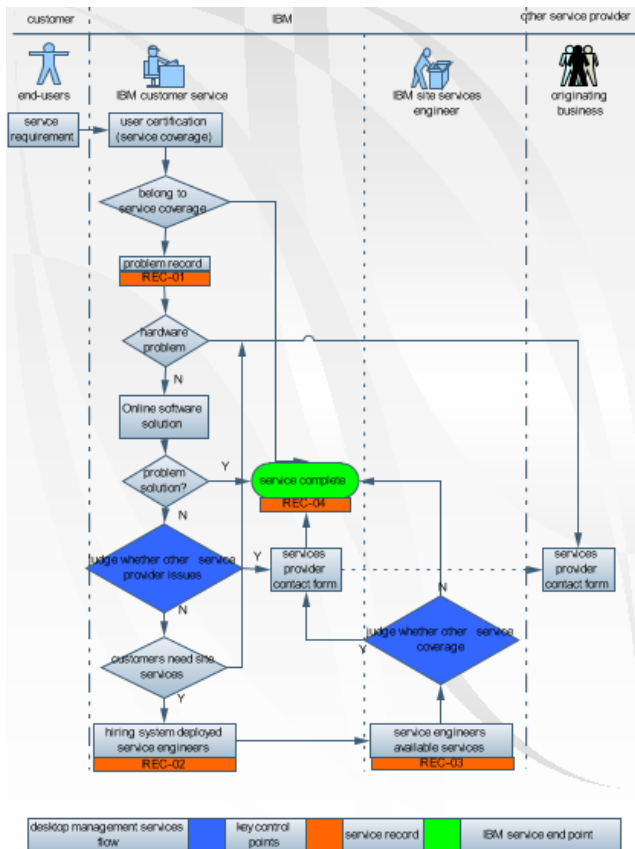 customer
IBM
other service provider
end-users
IBM customer service
IBM site services
engineer
originating
business
service
requirement
user certification
(service coverage)
belong to
service coverage
problem record
REC-01
hardware
problem
N
Online software
solution
problem
solution?
Y
service complete
REC-04
N
judge whether other service
provider issues
Y
services
provider
contact form
services
provider
contact form
N
judge whether other service
coverage
Y
N
customers need site
services
Y
hiring system deployed
service engineers
REC-02
service engineers
available services
REC-03
desktop management services
flow
key control
points
service record
IBM service end point